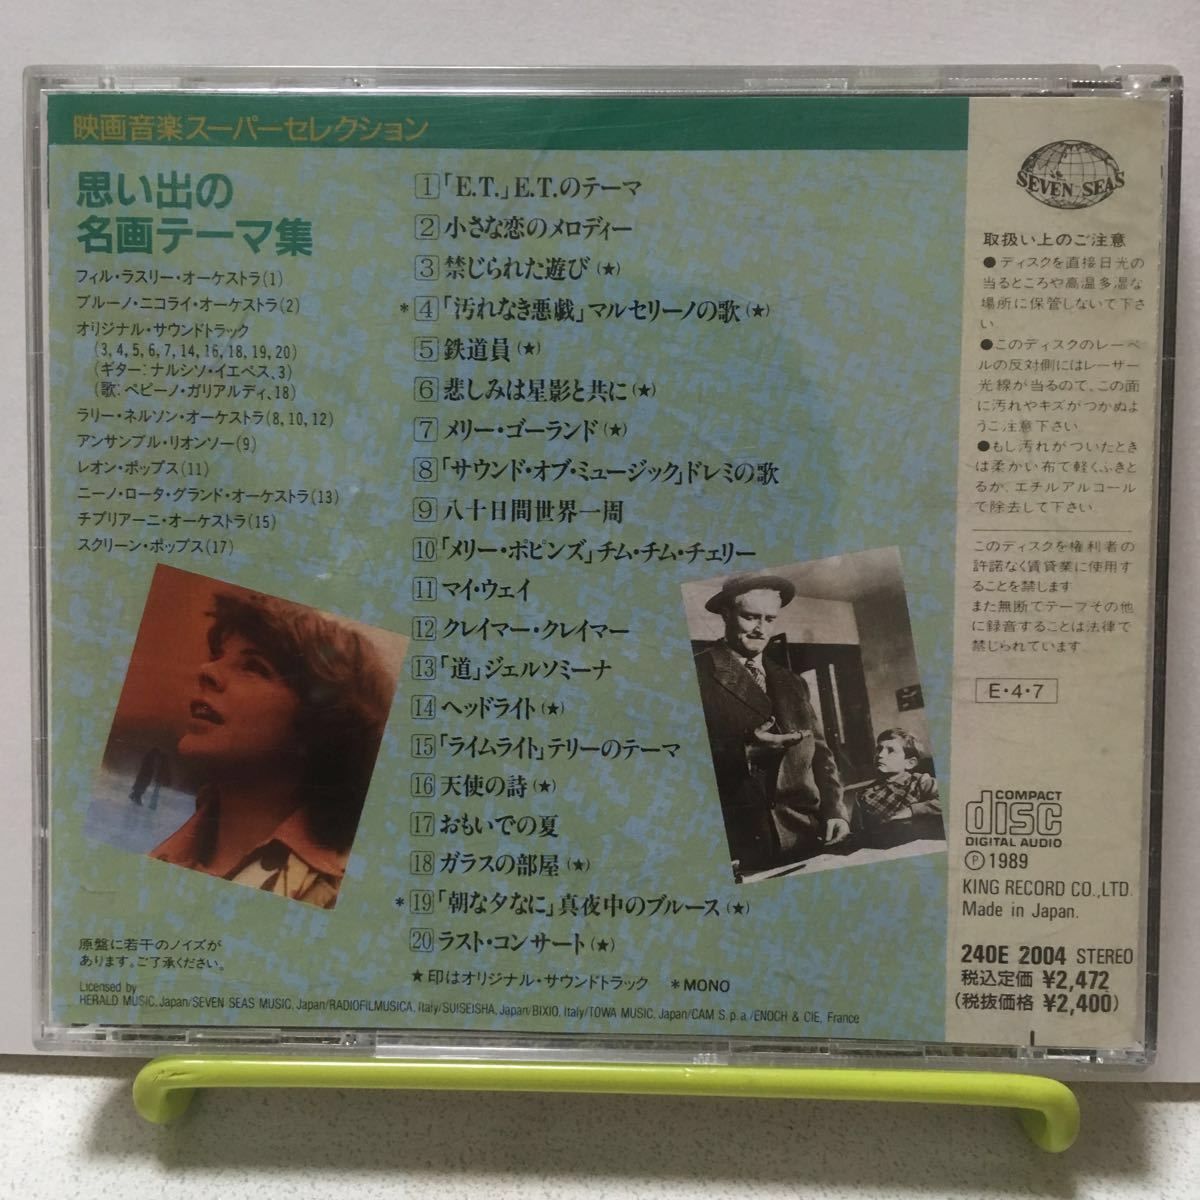 映画音楽スーパーセレクション
思い出の
名画テーマ集
フィル・ラスリー・オーケストラ(1)
ブルーノ・ニコライ・オーケストラ(2)
オリジナル・サウンドトラック
(3, 4, 5, 6, 7, 14, 16, 18, 19, 20)
(ギター: ナルシソ・イエペス、3)
(歌: ペピーノ・ガリアルディ、18)
ラリー・ネルソン・オーケストラ(8, 10, 12)
アンサンブル・リオンソー(9)
レオン・ポップス(11)
ニーノ・ロータ・グランド・オーケストラ(13)
チプリアーニ・オーケストラ(15)
スクリーン・ポップス(17)
1 「E.T.」E.T.のテーマ
2 小さな恋のメロディー
3 禁じられた遊び(★)
*4 「汚れなき悪戯」マルセリーノの歌(★)
5 鉄道員(★)
6 悲しみは星影と共に(★)
7 メリー・ゴーランド(★)
8 「サウンド・オブ・ミュージック」ドレミの歌
9 八十日間世界一周
10 「メリー・ポピンズ」チム・チム・チェリー
11 マイ・ウェイ
12 クレイマー・クレイマー
13 「道」ジェルソミーナ
14 ヘッドライト(★)
15 「ライムライト」テリーのテーマ
16 天使の詩(★)
17 おもいでの夏
18 ガラスの部屋(★)
*19 「朝な夕なに」真夜中のブルース(★)
20 ラスト・コンサート(★)
★印はオリジナル・サウンドトラック *MONO
原盤に若干のノイズが
あります。ご了承ください。
Licensed by
HERALD MUSIC, Japan/SEVEN SEAS MUSIC, Japan/RADIOFILMUSICA, Italy/SUISEISHA, Japan/BIXIO, Italy/TOWA MUSIC, Japan/CAM S.p.a./ENOCH & CIE, France
SEVEN SEAS
取扱い上のご注意
●ディスクを直接日光の
当るところや高温多湿な
場所に保管しないで下さ
い
●このディスクのレーベ
ルの反対側にはレーザー
光線が当るので、この面
に汚れやキズがつかぬよ
うご注意下さい
●もし汚れがついたとき
は柔かい布で軽くふきと
るか、エチルアルコール
で除去して下さい.
このディスクを権利者の
許諾なく賃貸業に使用す
ることを禁じます
また無断でテープその他
に録音することは法律で
禁じられています
E・4・7
COMPACT
disc
DIGITAL AUDIO
Ⓟ1989
KING RECORD CO.,LTD.
Made in Japan.
240E 2004 STEREO
税込定価 ¥2,472
(税抜価格 ¥2,400)